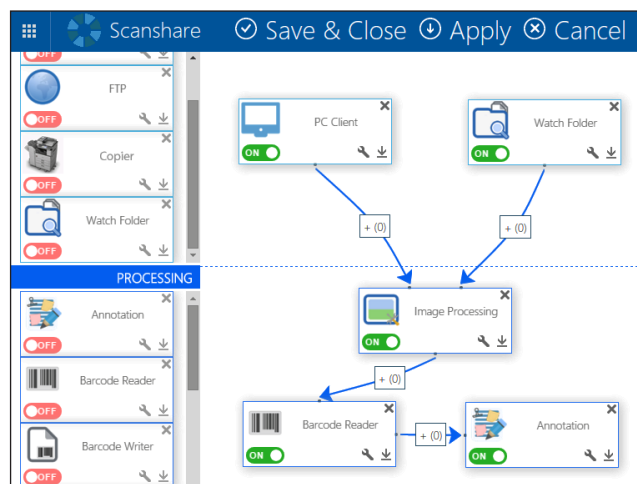 Scanshare
Save & Close Apply Cancel
OFF
FTP
OFF
Copier
OFF
Watch Folder
OFF
PROCESSING
Annotation
OFF
Barcode Reader
OFF
Barcode Writer
OFF
PC Client
ON
Watch Folder
ON
+ (0)
+ (0)
Image Processing
ON
+ (0)
Barcode Reader
ON
+ (0)
Annotation
ON